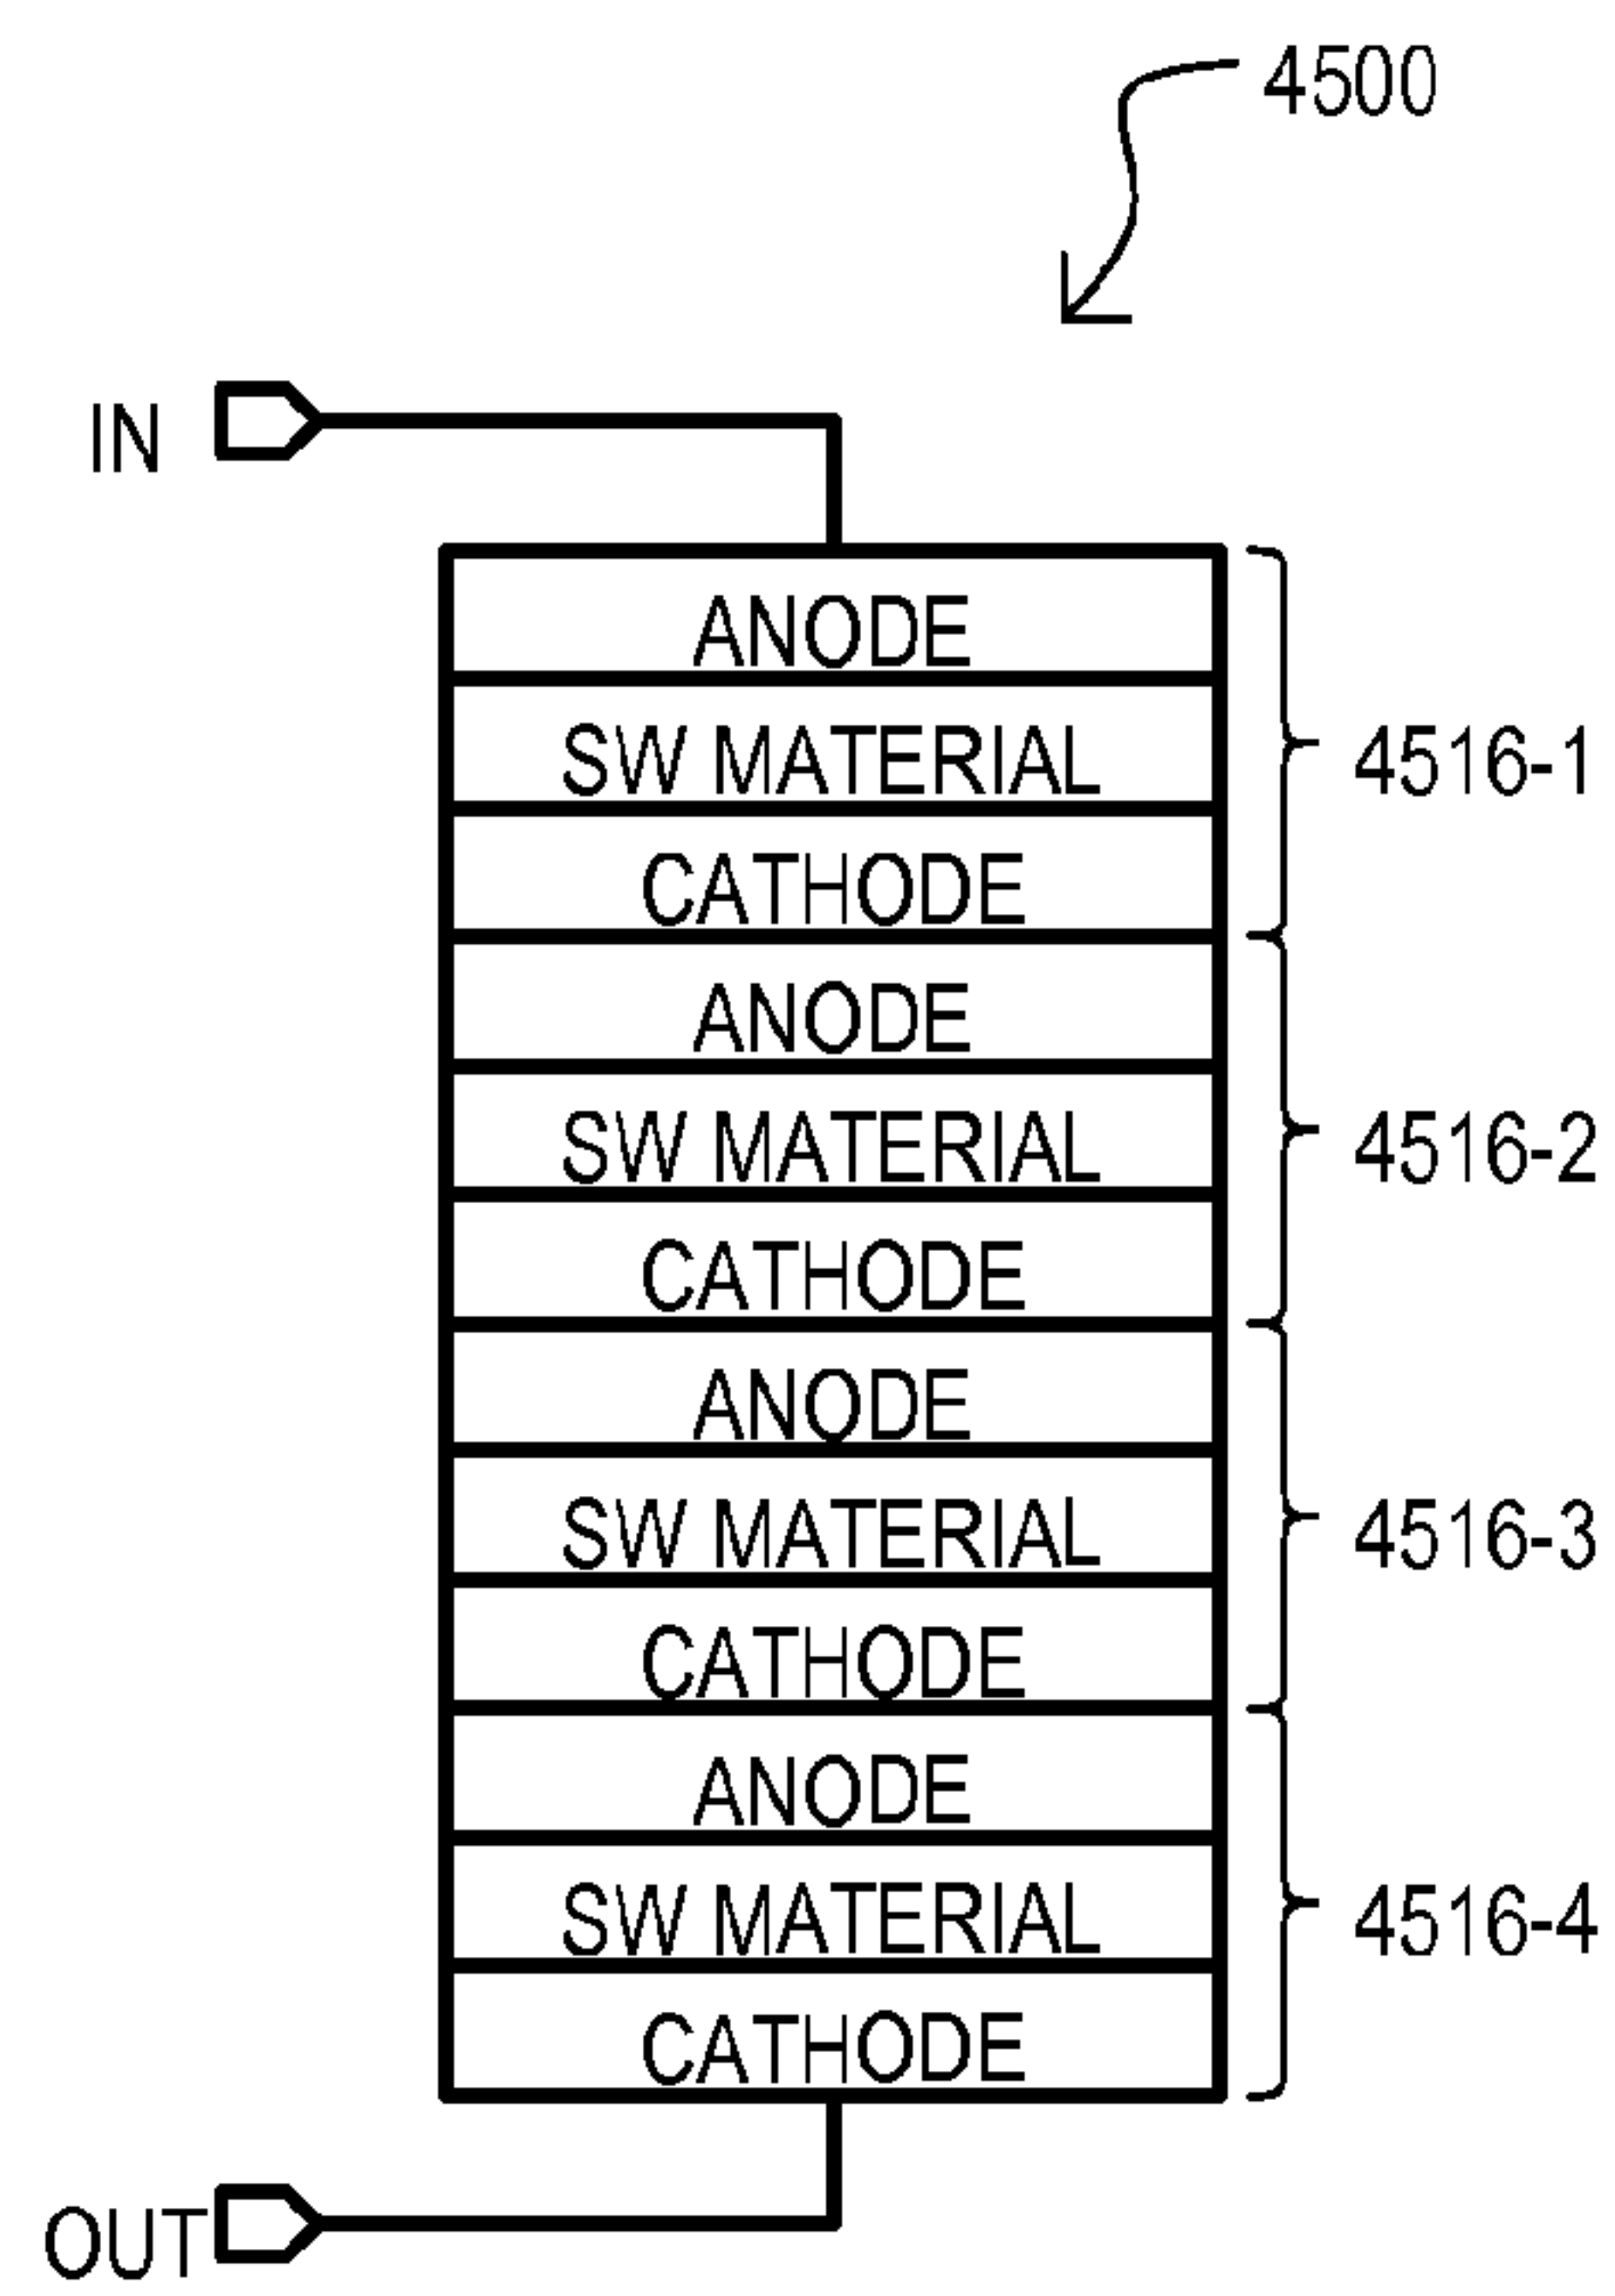 4500
IN
ANODE
SW MATERIAL
4516-1
CATHODE
ANODE
SW MATERIAL
4516-2
CATHODE
ANODE
SW MATERIAL
4516-3
CATHODE
ANODE
SW MATERIAL
4516-4
CATHODE
OUT